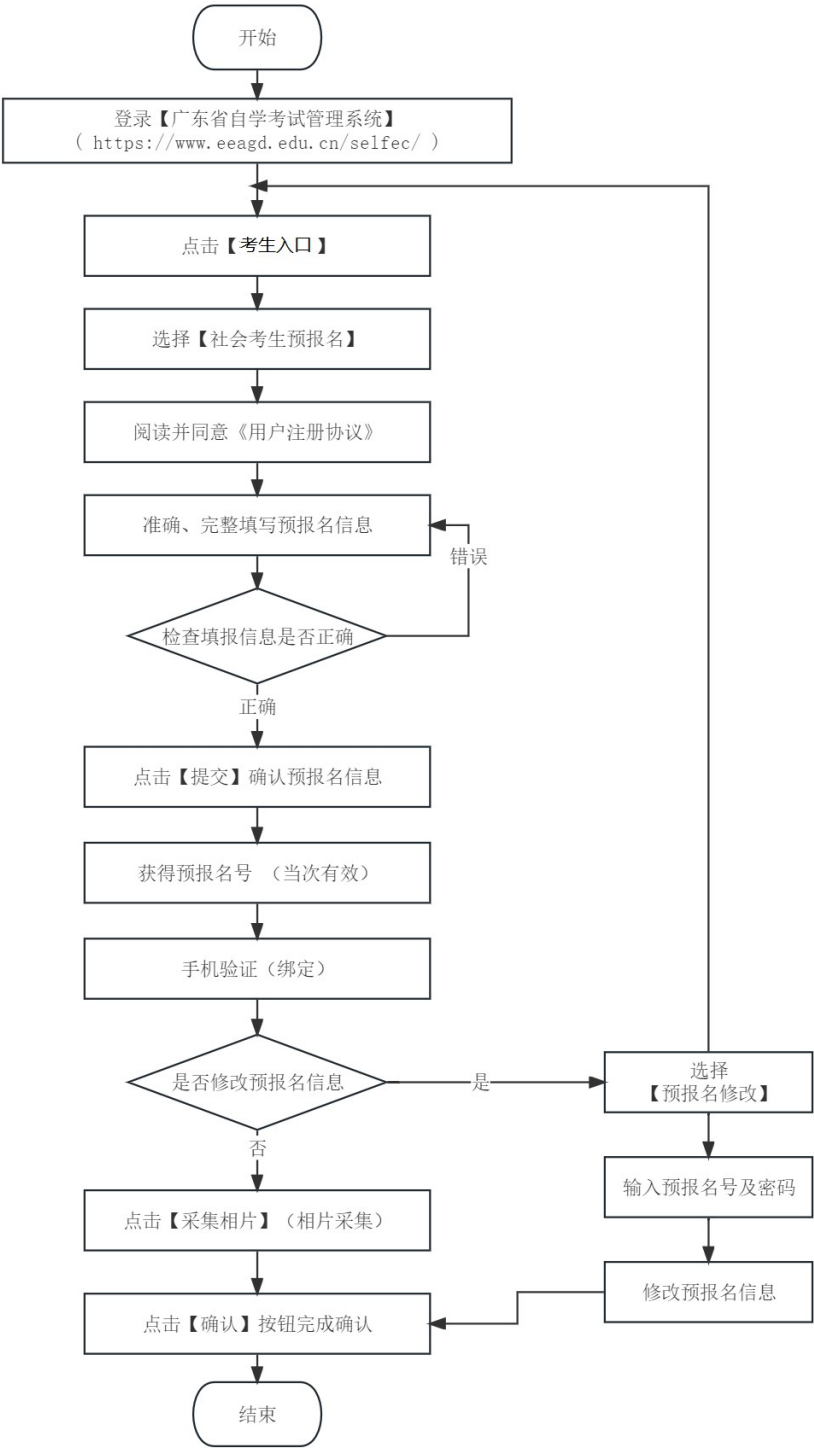 开始
登录【广东省自学考试管理系统】
( https://www.eeagd.edu.cn/selfec/ )
点击【考生入口 】
选择【社会考生预报名】
阅读并同意《用户注册协议》
准确、完整填写预报名信息
错误
检查填报信息是否正确
正确
点击【提交】确认预报名信息
获得预报名号 （当次有效）
手机验证（绑定）
是否修改预报名信息
是
选择
【预报名修改】
否
输入预报名号及密码
点击【采集相片】（相片采集）
修改预报名信息
点击【确认】按钮完成确认
结束